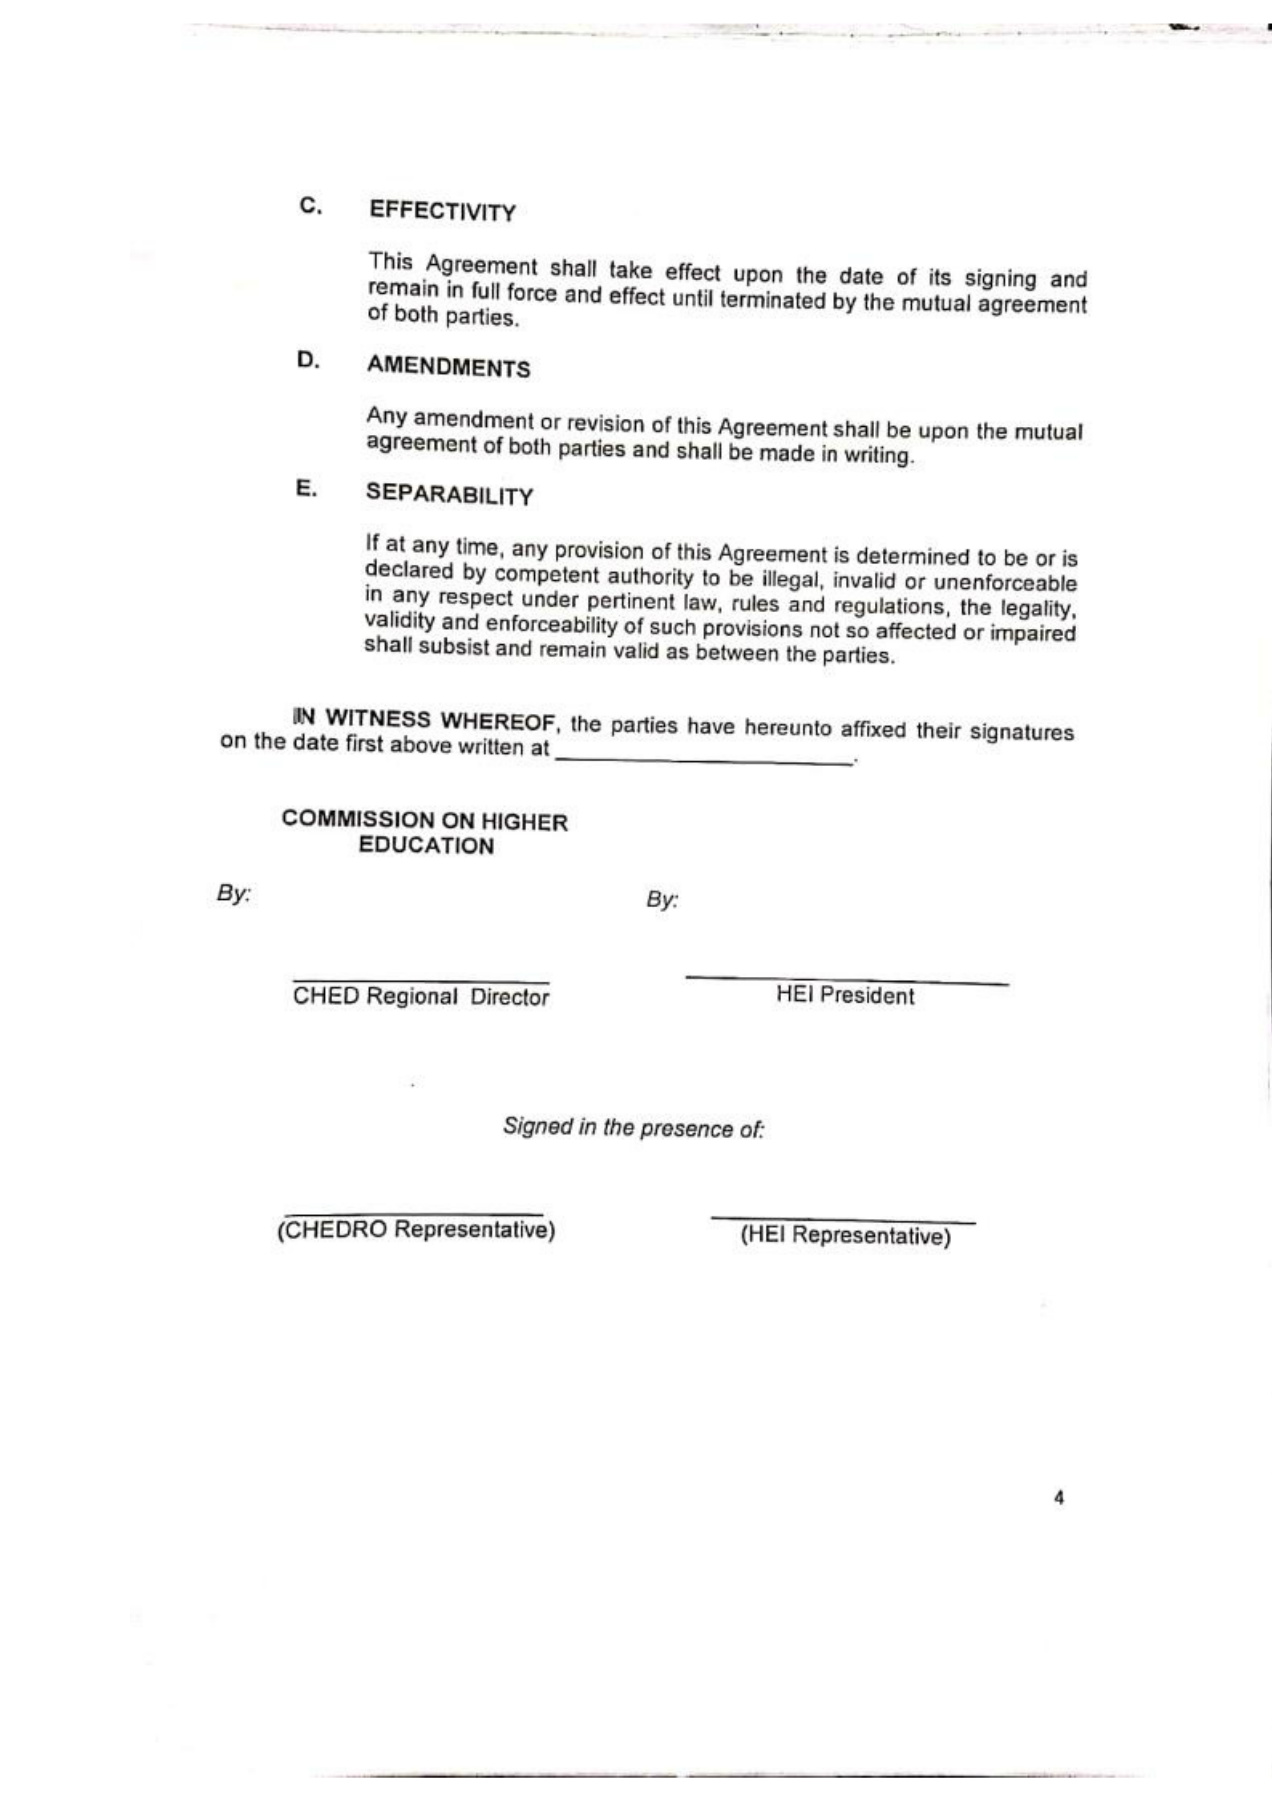 C. EFFECTIVITY
This Agreement shall take effect upon the date of its signing and
remain in full force and effect until terminated by the mutual agreement
of both parties.
D. AMENDMENTS
Any amendment or revision of this Agreement shall be upon the mutual
agreement of both parties and shall be made in writing.
E. SEPARABILITY
If at any time, any provision of this Agreement is determined to be or is
declared by competent authority to be illegal, invalid or unenforceable
in any respect under pertinent law, rules and regulations, the legality,
validity and enforceability of such provisions not so affected or impaired
shall subsist and remain valid as between the parties.
IN WITNESS WHEREOF, the parties have hereunto affixed their signatures
on the date first above written at ____________________.
COMMISSION ON HIGHER
EDUCATION
By: By:
CHED Regional Director HEI President
Signed in the presence of:
(CHEDRO Representative) (HEI Representative)
4